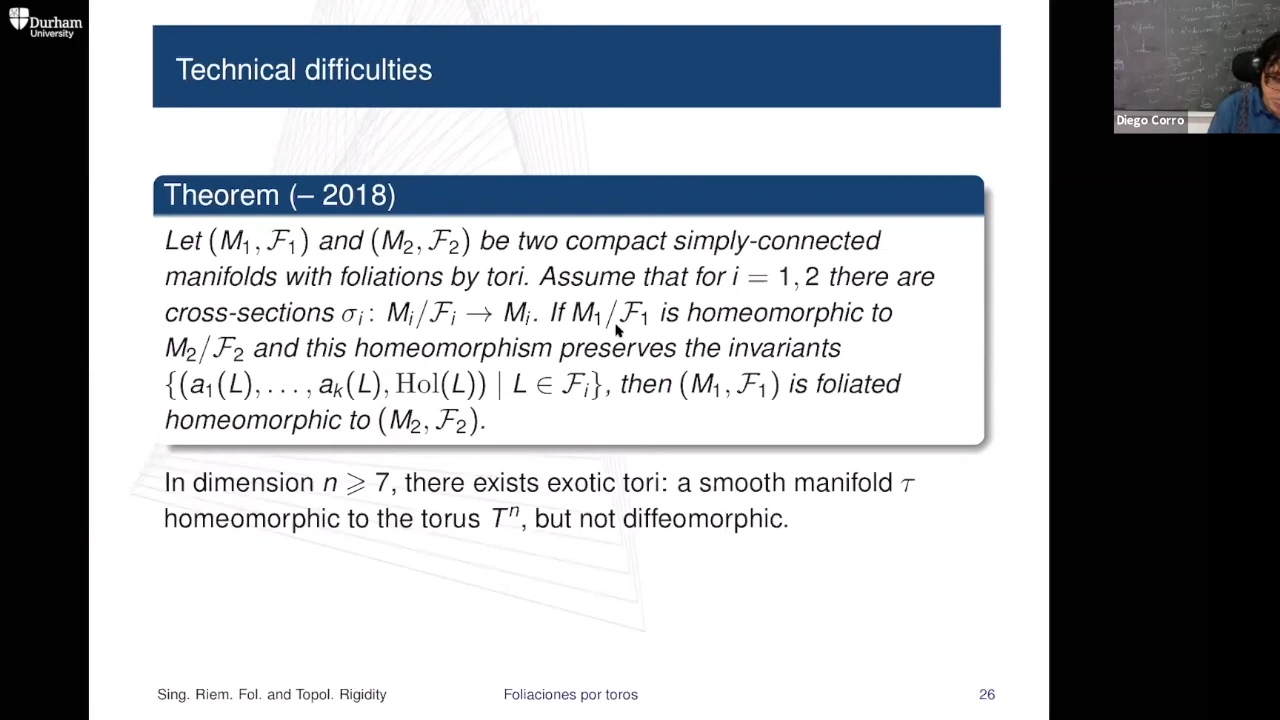 Durham
University
Technical difficulties
Diego Corro
Theorem (– 2018)
Let (M₁, ℱ₁) and (M₂, ℱ₂) be two compact simply-connected
manifolds with foliations by tori. Assume that for i = 1, 2 there are
cross-sections σᵢ : Mᵢ/ℱᵢ → Mᵢ. If M₁/ℱ₁ is homeomorphic to
M₂/ℱ₂ and this homeomorphism preserves the invariants
{(a₁(L), . . . , aₖ(L), Hol(L)) | L ∈ ℱᵢ}, then (M₁, ℱ₁) is foliated
homeomorphic to (M₂, ℱ₂).
In dimension n ⩾ 7, there exists exotic tori: a smooth manifold τ
homeomorphic to the torus Tⁿ, but not diffeomorphic.
Sing. Riem. Fol. and Topol. Rigidity
Foliaciones por toros
26